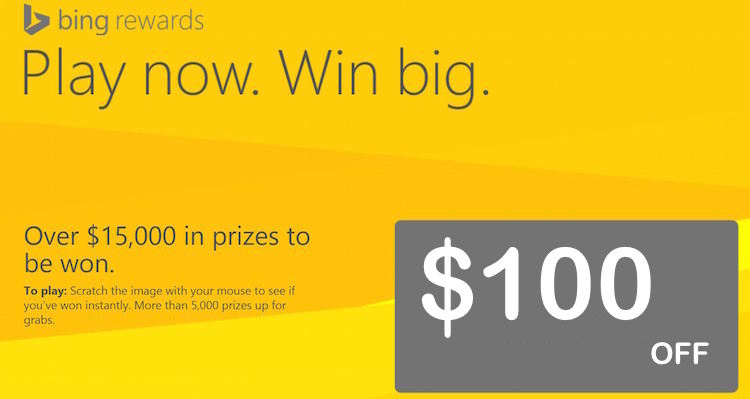 bing rewards
Play now. Win big.
Over $15,000 in prizes to
be won.
To play: Scratch the image with your mouse to see if
you've won instantly. More than 5,000 prizes up for
grabs.
$100
OFF